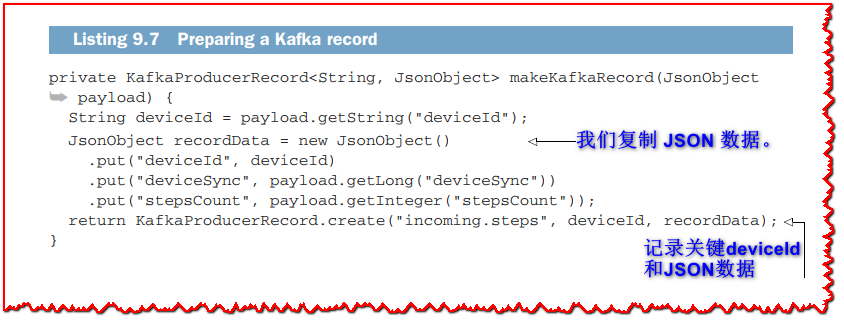 Listing 9.7 Preparing a Kafka record
private KafkaProducerRecord<String, JsonObject> makeKafkaRecord(JsonObject
payload) {
String deviceId = payload.getString("deviceId");
JsonObject recordData = new JsonObject()
我们复制 JSON 数据。
.put("deviceId", deviceId)
.put("deviceSync", payload.getLong("deviceSync"))
.put("stepsCount", payload.getInteger("stepsCount"));
return KafkaProducerRecord.create("incoming.steps", deviceId, recordData);
}
记录关键deviceId
和JSON数据